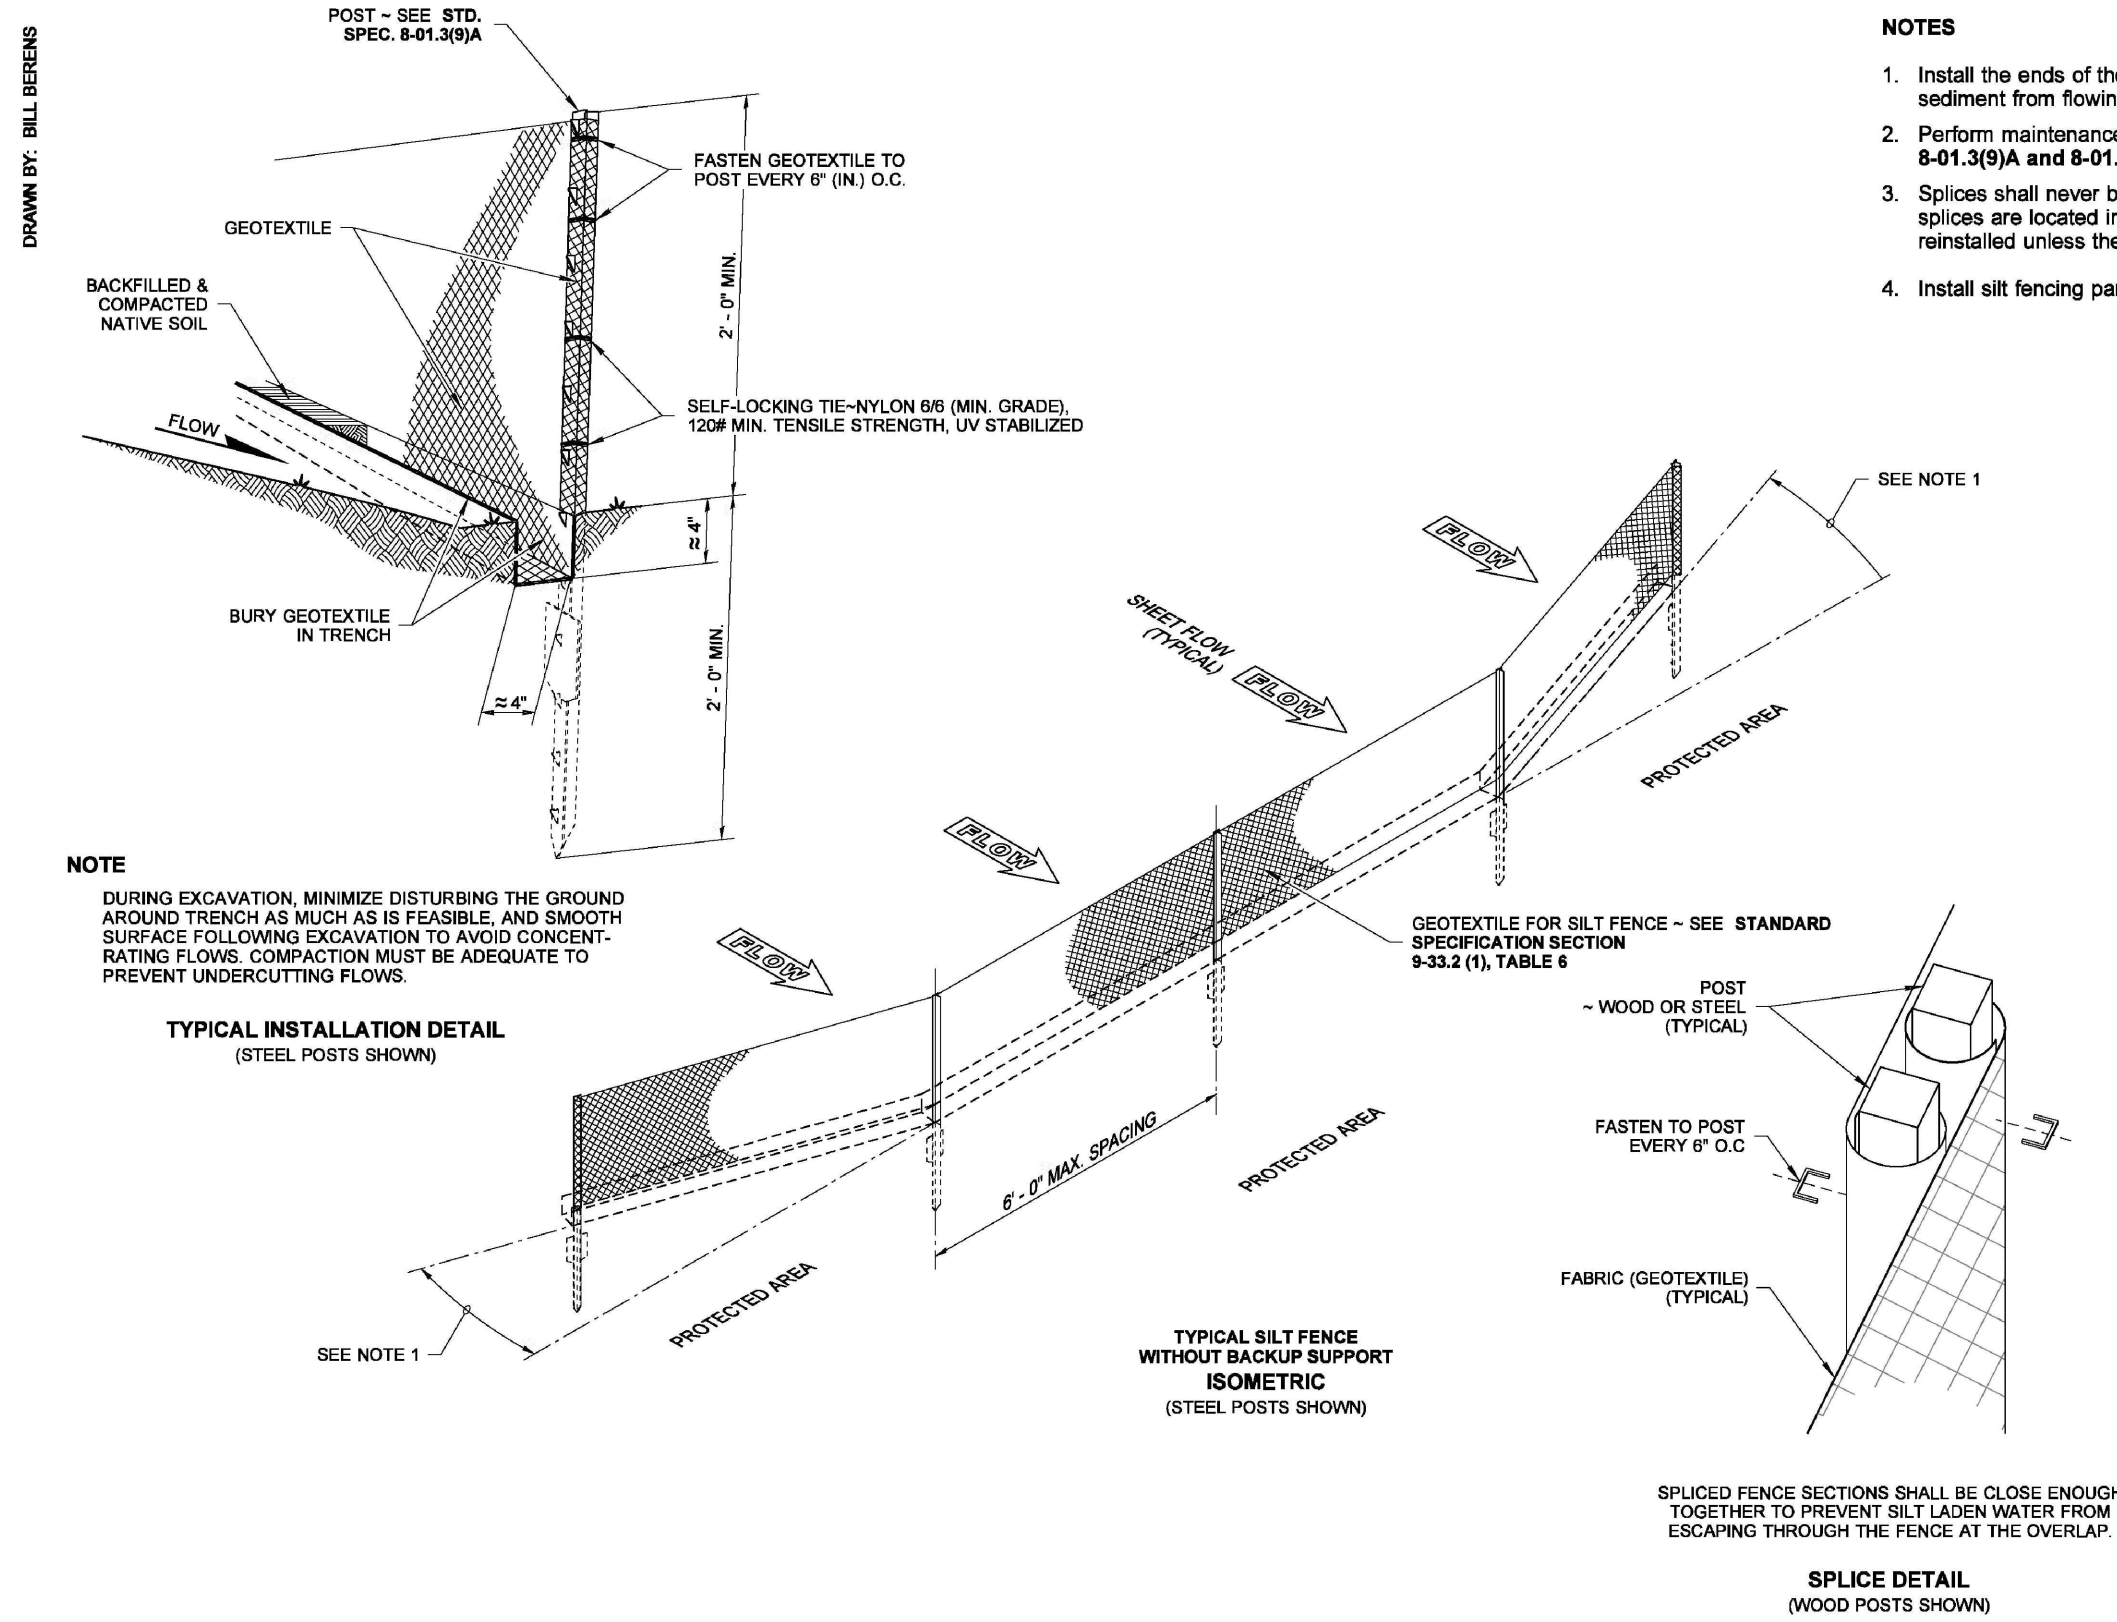 DRAWN BY: BILL BERENS
POST ~ SEE STD.
SPEC. 8-01.3(9)A
FASTEN GEOTEXTILE TO
POST EVERY 6" (IN.) O.C.
GEOTEXTILE
BACKFILLED &
COMPACTED
NATIVE SOIL
FLOW
2' - 0" MIN.
SELF-LOCKING TIE~NYLON 6/6 (MIN. GRADE),
120# MIN. TENSILE STRENGTH, UV STABILIZED
≈ 4"
BURY GEOTEXTILE
IN TRENCH
≈ 4"
2' - 0" MIN.
NOTE
DURING EXCAVATION, MINIMIZE DISTURBING THE GROUND
AROUND TRENCH AS MUCH AS IS FEASIBLE, AND SMOOTH
SURFACE FOLLOWING EXCAVATION TO AVOID CONCENT-
RATING FLOWS. COMPACTION MUST BE ADEQUATE TO
PREVENT UNDERCUTTING FLOWS.
TYPICAL INSTALLATION DETAIL
(STEEL POSTS SHOWN)
NOTES
1. Install the ends of the
sediment from flowin
2. Perform maintenance
8-01.3(9)A and 8-01.
3. Splices shall never b
splices are located in
reinstalled unless the
4. Install silt fencing par
SEE NOTE 1
FLOW
SHEET FLOW
(TYPICAL)
FLOW
PROTECTED AREA
FLOW
FLOW
GEOTEXTILE FOR SILT FENCE ~ SEE STANDARD
SPECIFICATION SECTION
9-33.2 (1), TABLE 6
6' - 0" MAX. SPACING
PROTECTED AREA
PROTECTED AREA
SEE NOTE 1
TYPICAL SILT FENCE
WITHOUT BACKUP SUPPORT
ISOMETRIC
(STEEL POSTS SHOWN)
POST
~ WOOD OR STEEL
(TYPICAL)
FASTEN TO POST
EVERY 6" O.C
FABRIC (GEOTEXTILE)
(TYPICAL)
SPLICED FENCE SECTIONS SHALL BE CLOSE ENOUGH
TOGETHER TO PREVENT SILT LADEN WATER FROM
ESCAPING THROUGH THE FENCE AT THE OVERLAP.
SPLICE DETAIL
(WOOD POSTS SHOWN)